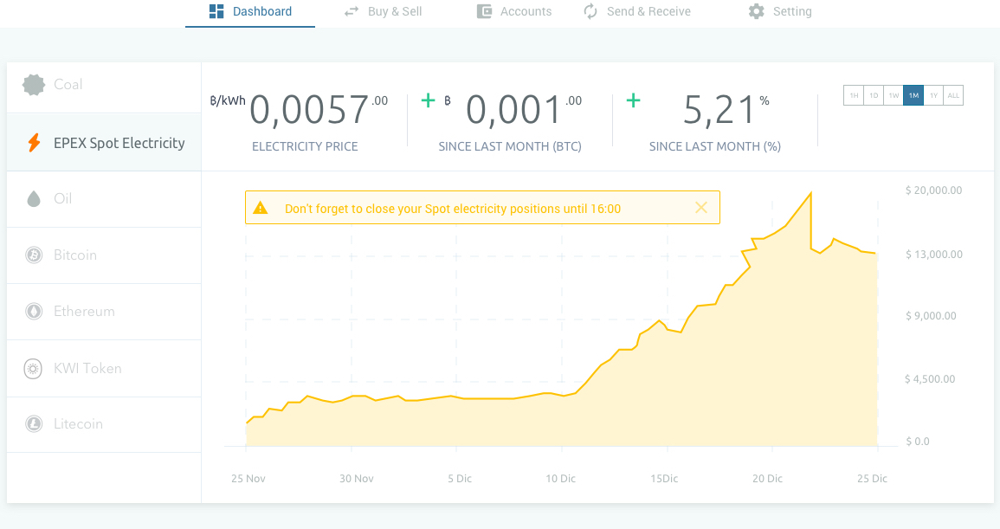 Dashboard
Buy & Sell
Accounts
Send & Receive
Setting
Coal
EPEX Spot Electricity
Oil
Bitcoin
Ethereum
KWI Token
Litecoin
₿/kWh 0,0057 .00
ELECTRICITY PRICE
+ ₿ 0,001 .00
SINCE LAST MONTH (BTC)
+ 5,21 %
SINCE LAST MONTH (%)
1H 1D 1W 1M 1Y ALL
Don't forget to close your Spot electricity positions until 16:00
$ 20,000.00
$ 13,000.00
$ 9,000.00
$ 4,500.00
$ 0.0
25 Nov
30 Nov
5 Dic
10 Dic
15Dic
20 Dic
25 Dic